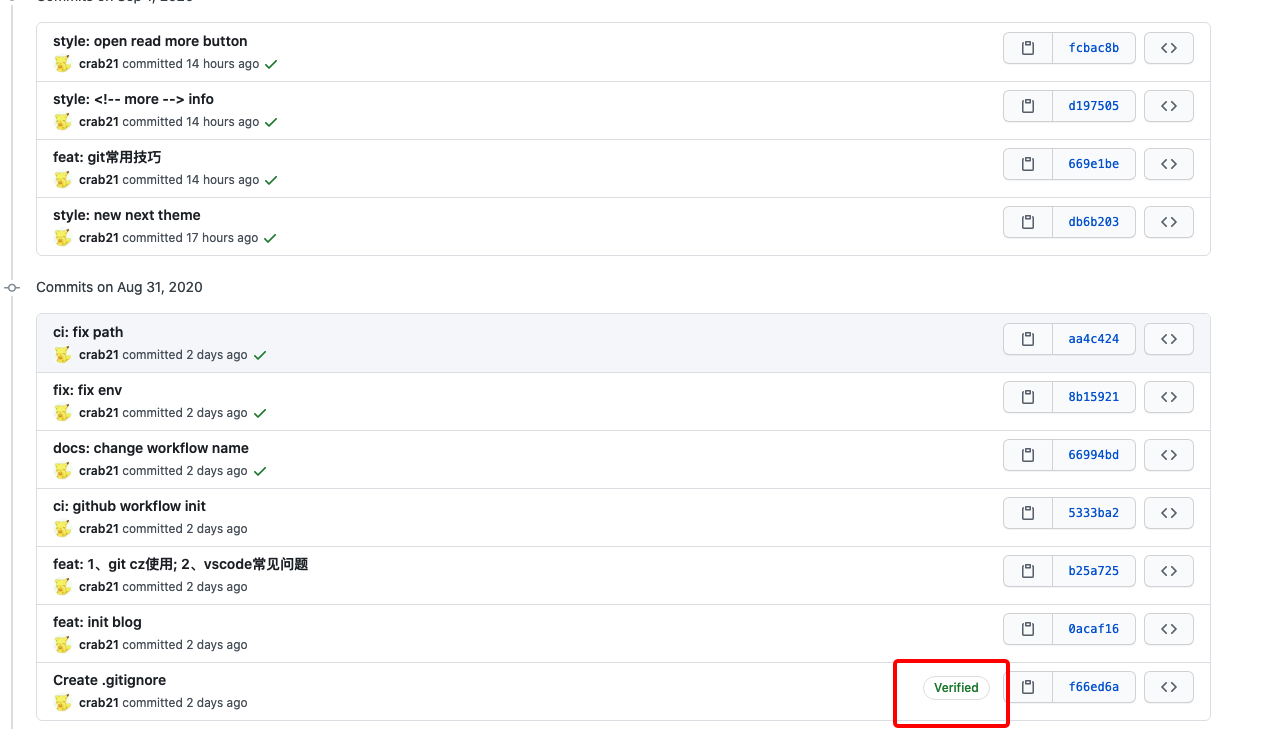 Commits on Sep 1, 2020
style: open read more button
fcbac8b
crab21 committed 14 hours ago
style: <!-- more --> info
d197505
crab21 committed 14 hours ago
feat: git常用技巧
669e1be
crab21 committed 14 hours ago
style: new next theme
db6b203
crab21 committed 17 hours ago
Commits on Aug 31, 2020
ci: fix path
aa4c424
crab21 committed 2 days ago
fix: fix env
8b15921
crab21 committed 2 days ago
docs: change workflow name
66994bd
crab21 committed 2 days ago
ci: github workflow init
5333ba2
crab21 committed 2 days ago
feat: 1、git cz使用; 2、vscode常见问题
b25a725
crab21 committed 2 days ago
feat: init blog
0acaf16
crab21 committed 2 days ago
Create .gitignore
Verified
f66ed6a
crab21 committed 2 days ago